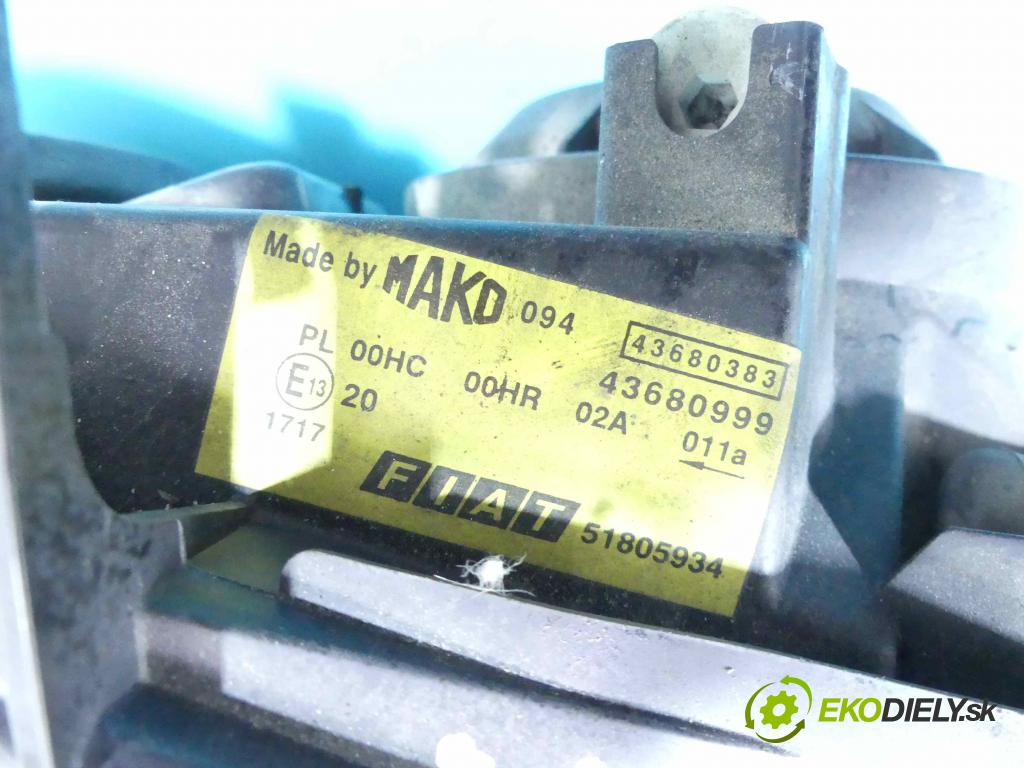 Made by MAKO 094 43680383
43680999
PL 00HC 00HR 02A 011a
E13 20
1717
FIAT 51805934
EKODIELY.sk